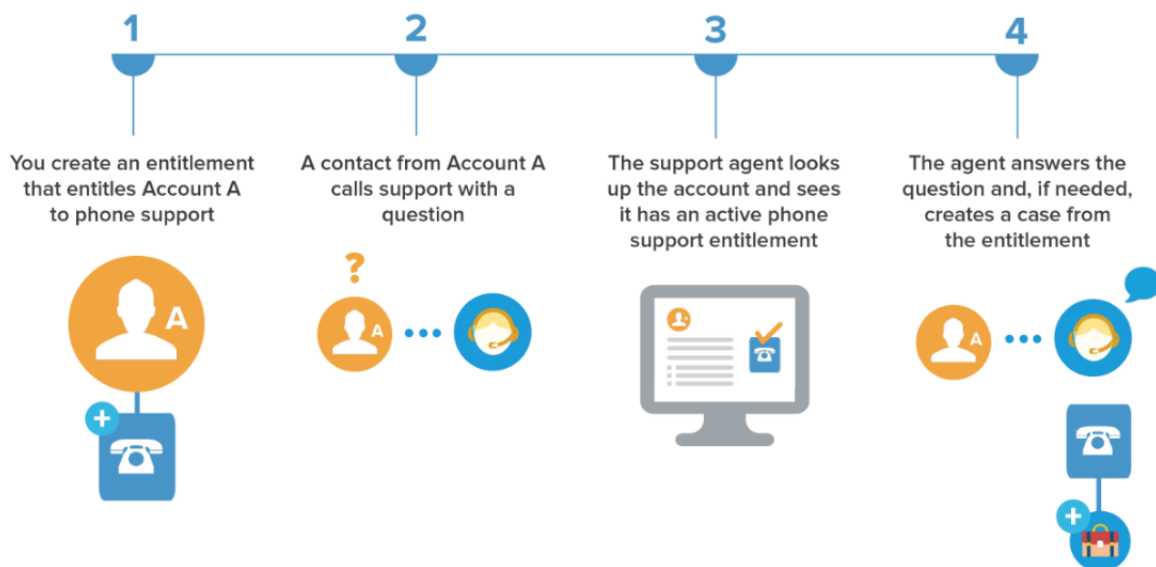 1
2
3
4
You create an entitlement
that entitles Account A
to phone support
A contact from Account A
calls support with a
question
The support agent looks
up the account and sees
it has an active phone
support entitlement
The agent answers the
question and, if needed,
creates a case from
the entitlement
A
+
?
A
A
+